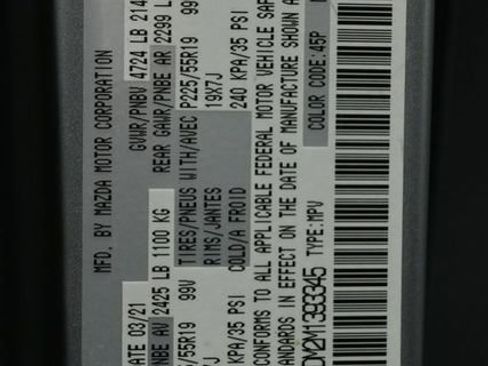 MFD. BY MAZDA MOTOR CORPORATION
ATE 03/21 GVWR/PNBV 4724 LB 214
NBE AV 2425 LB 1100 KG REAR GAWR/PNBE AR 2299 L
/55R19 99V TIRES/PNEUS WITH/AVEC P225/55R19 99
7J RIMS/JANTES 19X7J
KPA/35 PSI COLD/A FROID 240 KPA/35 PSI
CONFORMS TO ALL APPLICABLE FEDERAL MOTOR VEHICLE SAF
ANDARDS IN EFFECT ON THE DATE OF MANUFACTURE SHOWN A
DM2M1393345 TYPE:MPV COLOR CODE:45P